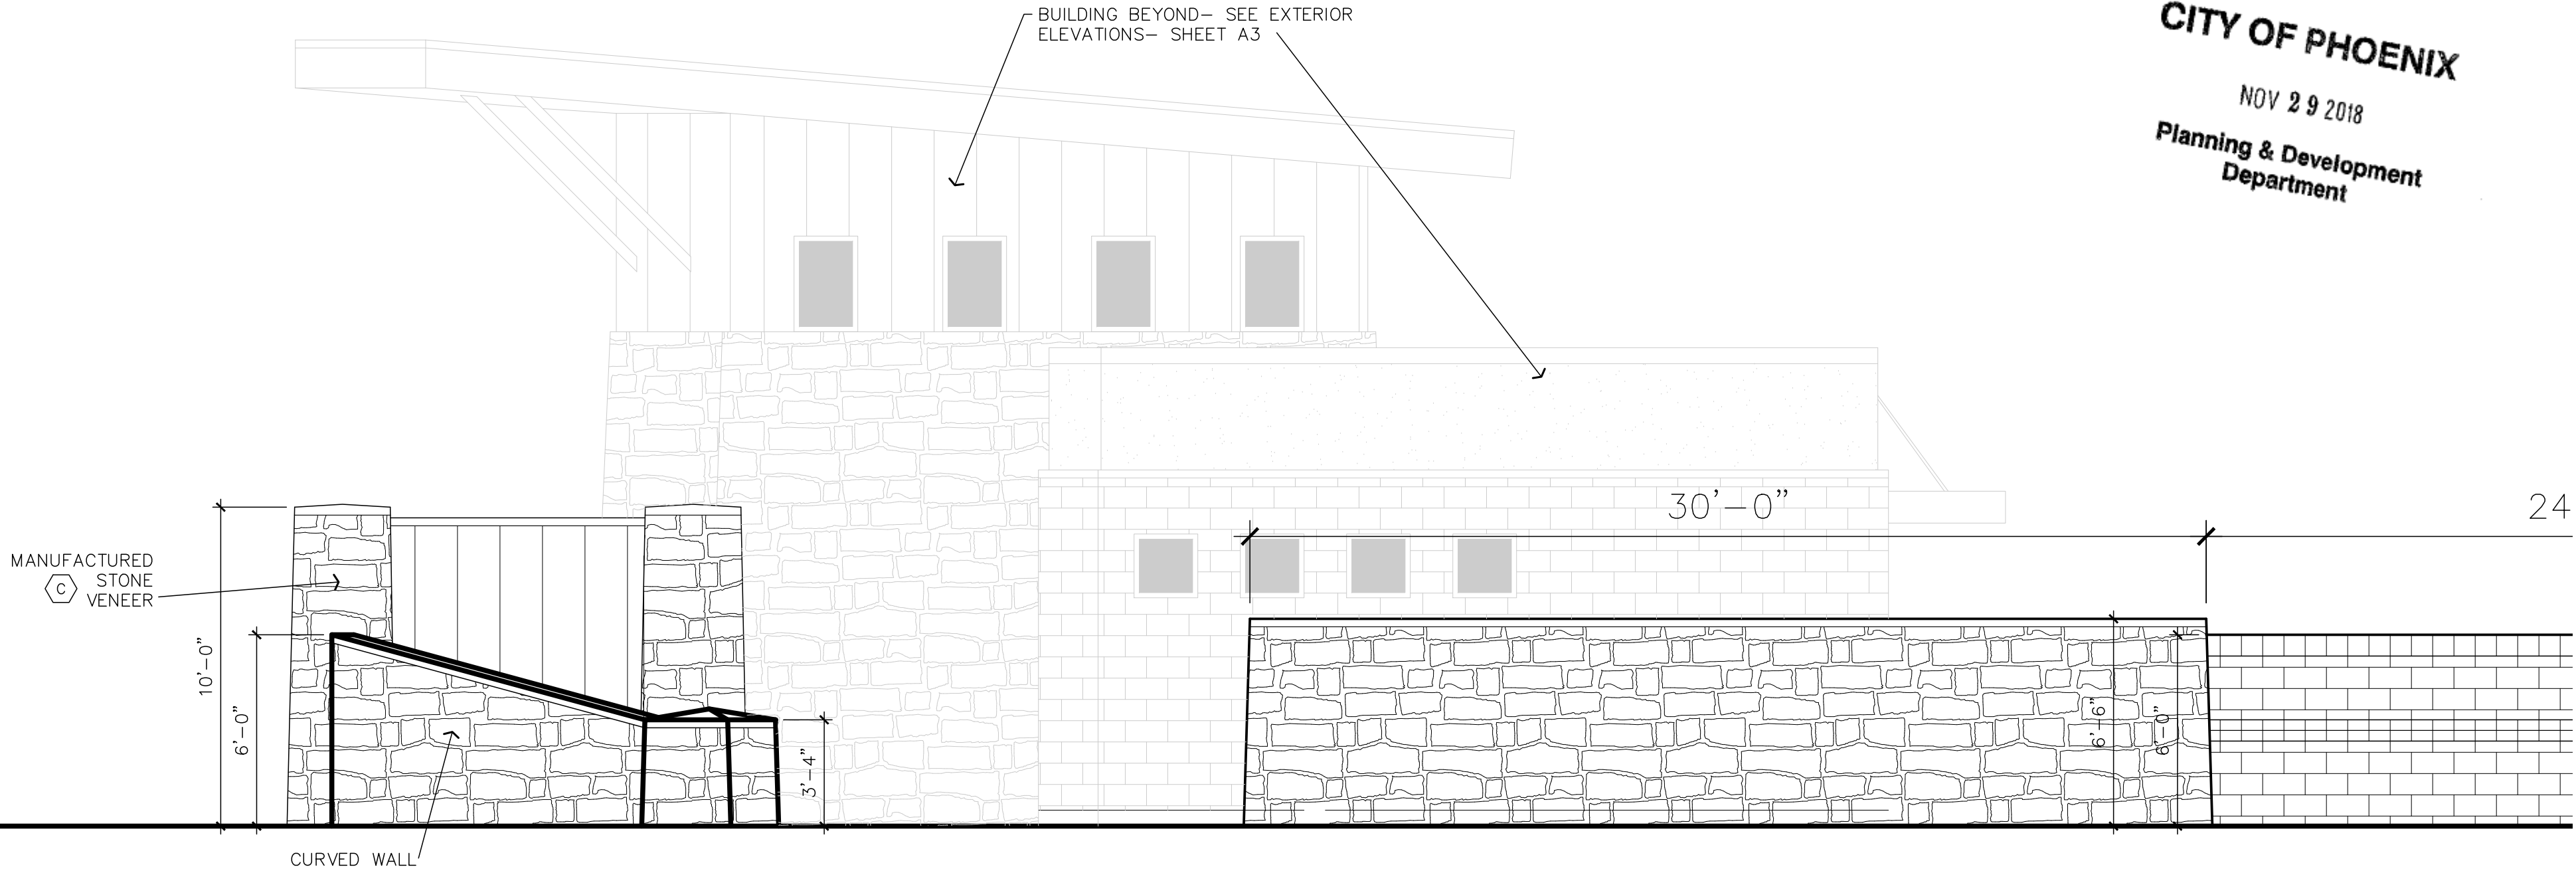 BUILDING BEYOND– SEE EXTERIOR
ELEVATIONS– SHEET A3
CITY OF PHOENIX
NOV 29 2018
Planning & Development
Department
30'–0"
24
MANUFACTURED
C STONE
VENEER
10'–0"
6'–0"
3'–4"
6'–6"
6'–0"
CURVED WALL